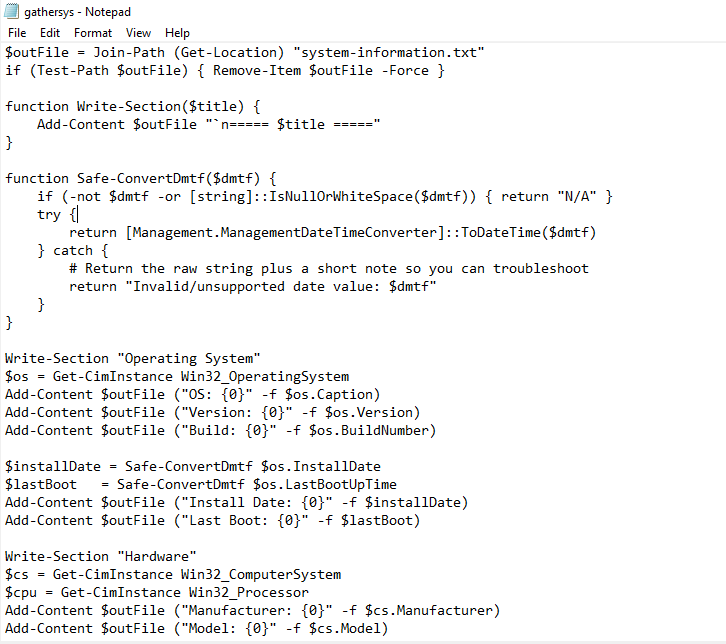 gathersys - Notepad
File Edit Format View Help
$outFile = Join-Path (Get-Location) "system-information.txt"
if (Test-Path $outFile) { Remove-Item $outFile -Force }

function Write-Section($title) {
    Add-Content $outFile "`n===== $title ====="
}

function Safe-ConvertDmtf($dmtf) {
    if (-not $dmtf -or [string]::IsNullOrWhiteSpace($dmtf)) { return "N/A" }
    try {
        return [Management.ManagementDateTimeConverter]::ToDateTime($dmtf)
    } catch {
        # Return the raw string plus a short note so you can troubleshoot
        return "Invalid/unsupported date value: $dmtf"
    }
}

Write-Section "Operating System"
$os = Get-CimInstance Win32_OperatingSystem
Add-Content $outFile ("OS: {0}" -f $os.Caption)
Add-Content $outFile ("Version: {0}" -f $os.Version)
Add-Content $outFile ("Build: {0}" -f $os.BuildNumber)

$installDate = Safe-ConvertDmtf $os.InstallDate
$lastBoot   = Safe-ConvertDmtf $os.LastBootUpTime
Add-Content $outFile ("Install Date: {0}" -f $installDate)
Add-Content $outFile ("Last Boot: {0}" -f $lastBoot)

Write-Section "Hardware"
$cs = Get-CimInstance Win32_ComputerSystem
$cpu = Get-CimInstance Win32_Processor
Add-Content $outFile ("Manufacturer: {0}" -f $cs.Manufacturer)
Add-Content $outFile ("Model: {0}" -f $cs.Model)